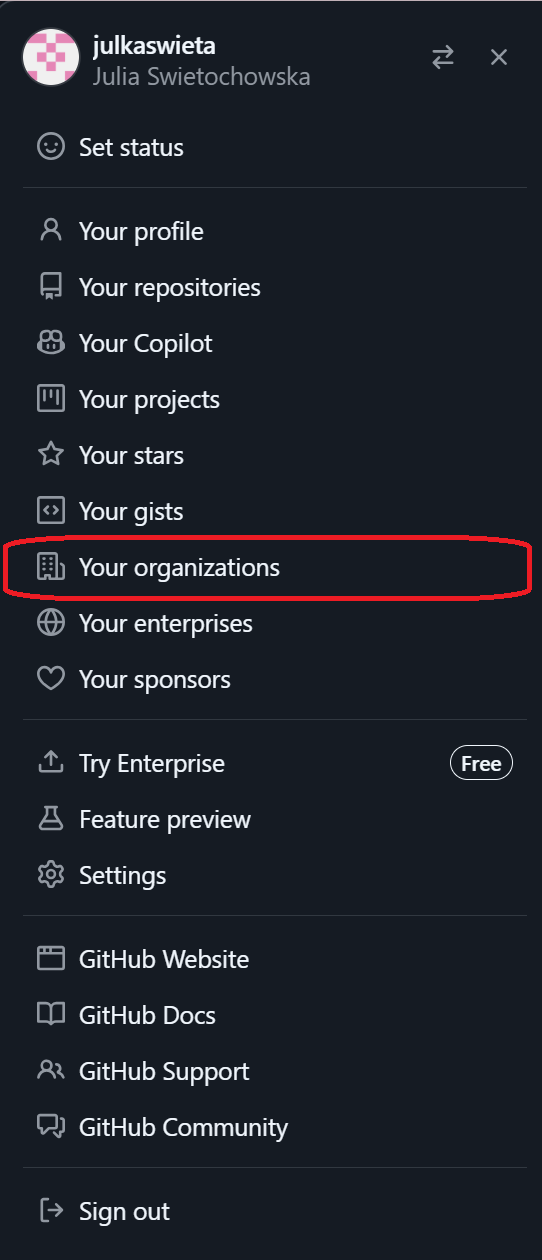 julkaswieta
Julia Swietochowska
Set status
Your profile
Your repositories
Your Copilot
Your projects
Your stars
Your gists
Your organizations
Your enterprises
Your sponsors
Try Enterprise Free
Feature preview
Settings
GitHub Website
GitHub Docs
GitHub Support
GitHub Community
Sign out